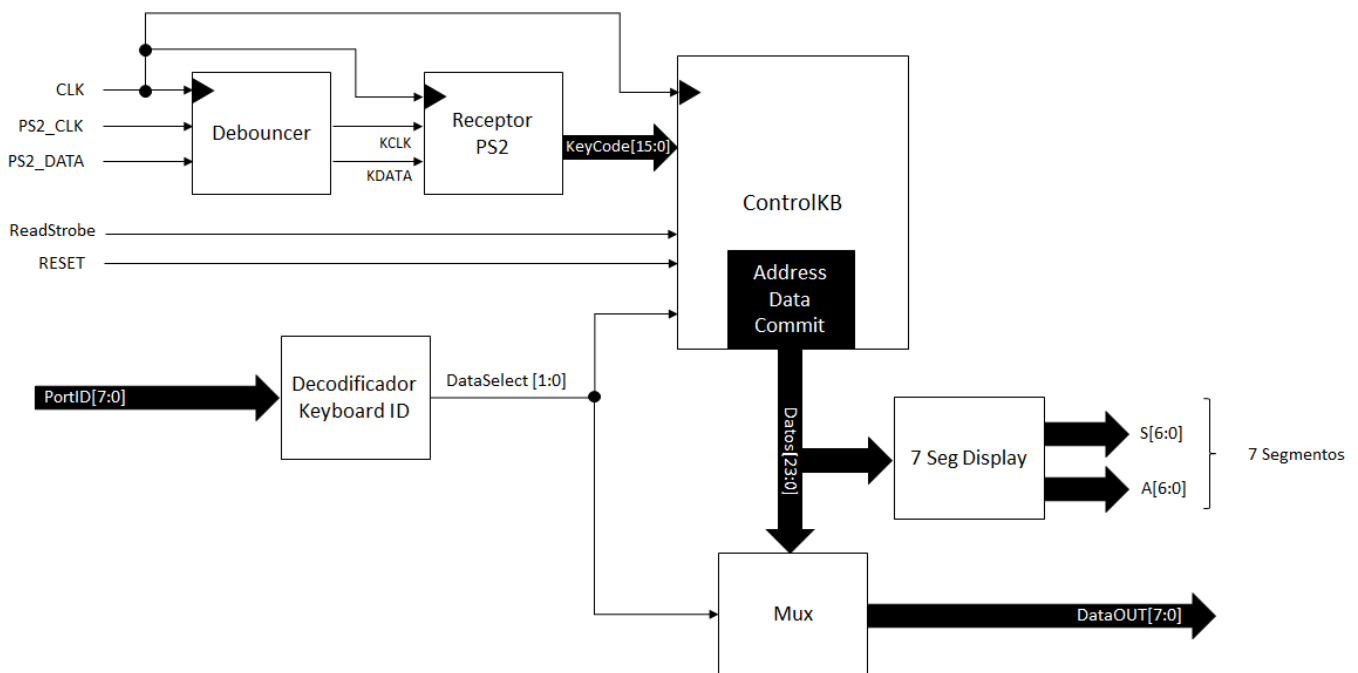 CLK
PS2_CLK
PS2_DATA
Debouncer
KCLK
KDATA
Receptor
PS2
KeyCode[15:0]
ControlKB
ReadStrobe
RESET
Address
Data
Commit
PortID[7:0]
Decodificador
Keyboard ID
DataSelect [1:0]
Datos[23:0]
7 Seg Display
S[6:0]
A[6:0]
7 Segmentos
Mux
DataOUT[7:0]